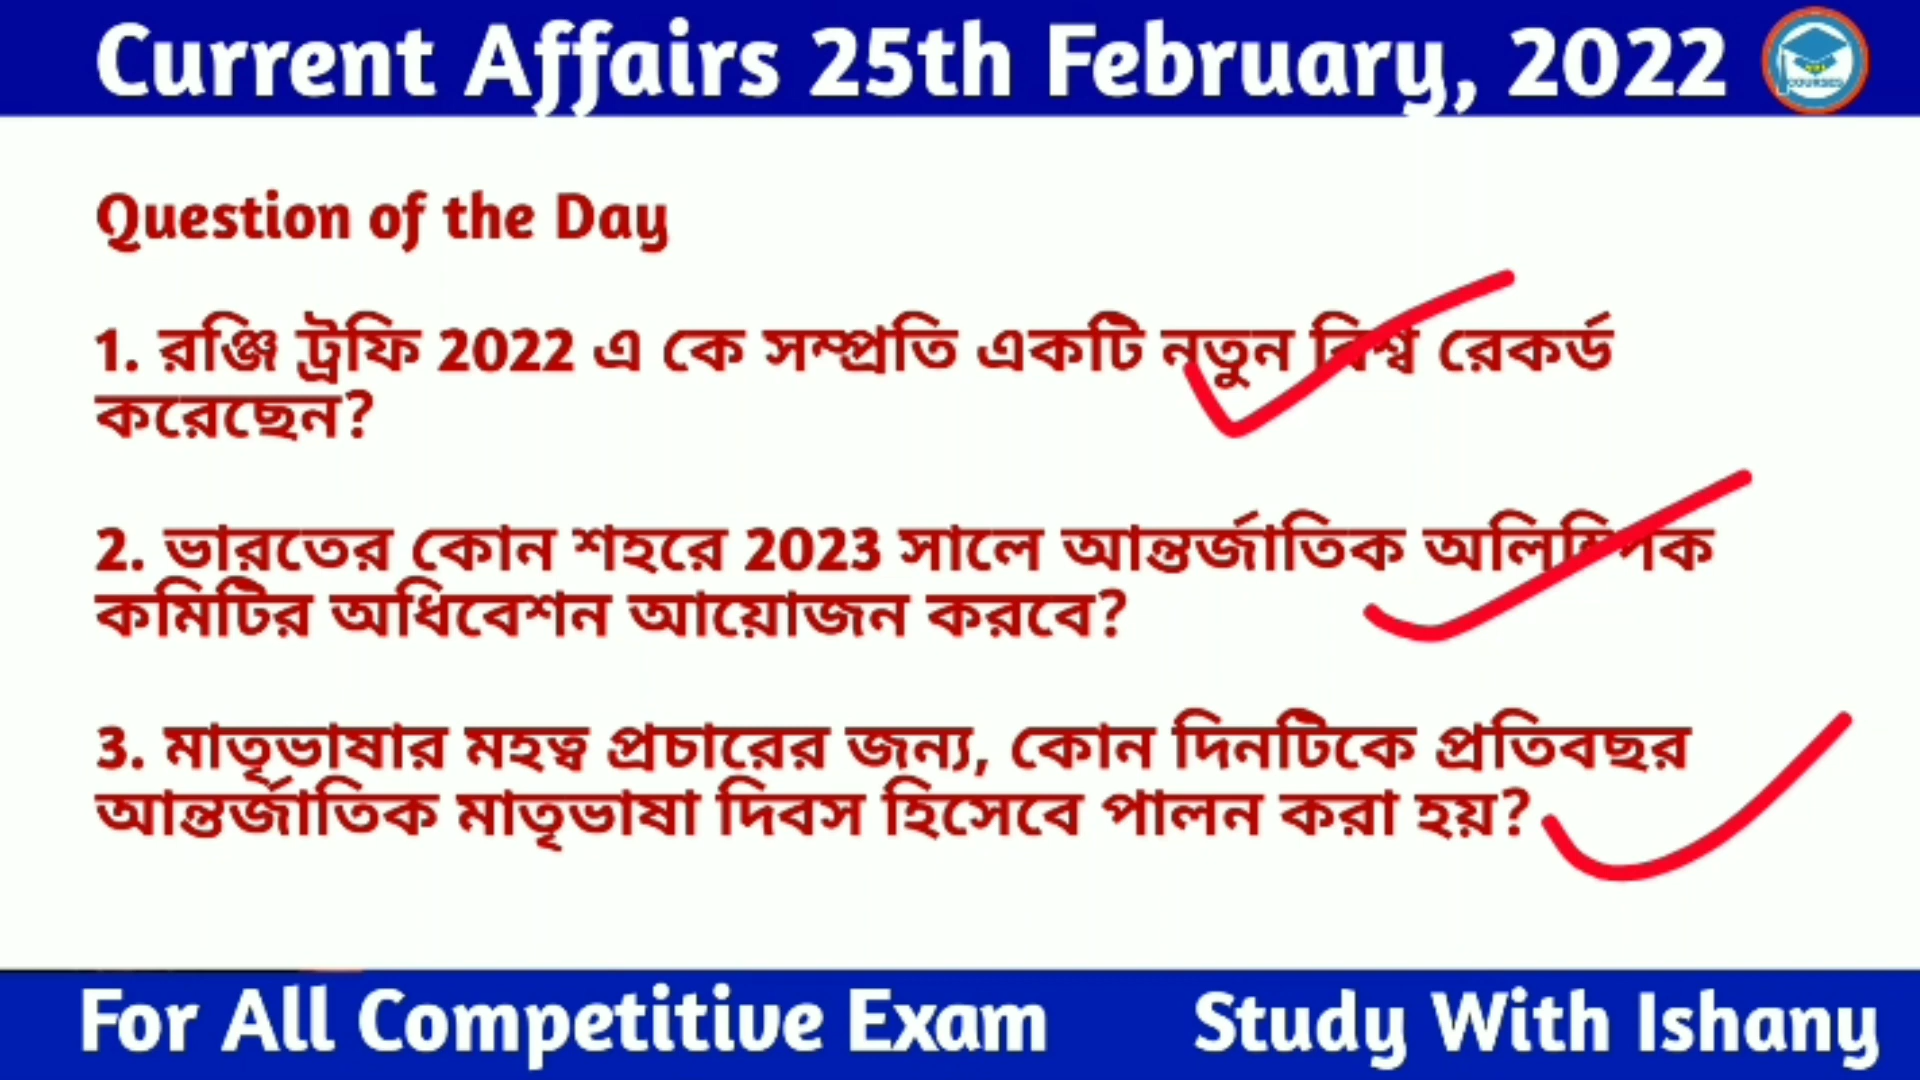 Current Affairs 25th February, 2022
COURSES
Question of the Day
1. রঞ্জি ট্রফি 2022 এ কে সম্প্রতি একটি নতুন বিশ্ব রেকর্ড
করেছেন?
2. ভারতের কোন শহরে 2023 সালে আন্তর্জাতিক অলিম্পিক
কমিটির অধিবেশন আয়োজন করবে?
3. মাতৃভাষার মহত্ব প্রচারের জন্য, কোন দিনটিকে প্রতিবছর
আন্তর্জাতিক মাতৃভাষা দিবস হিসেবে পালন করা হয়?
For All Competitive Exam
Study With Ishany